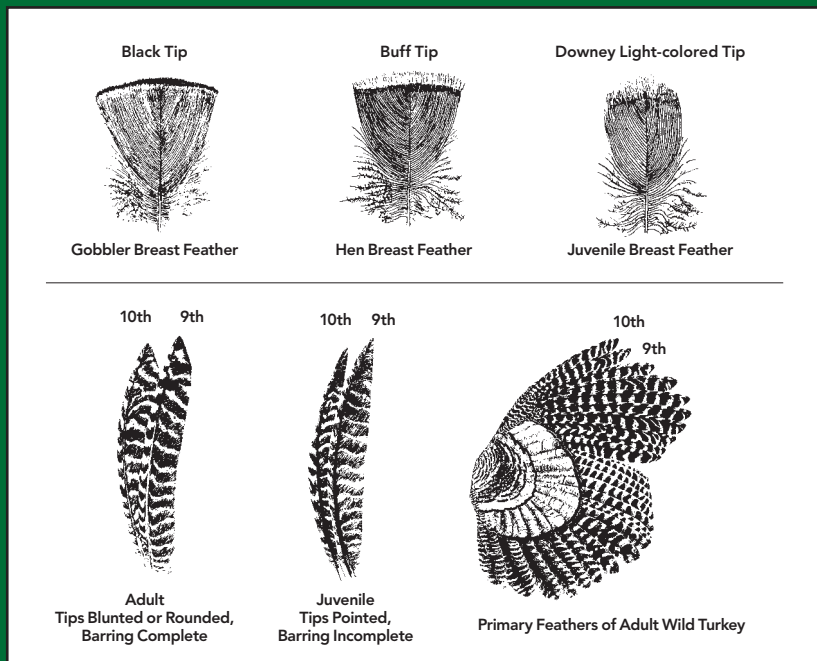 Black Tip
Buff Tip
Downey Light-colored Tip
Gobbler Breast Feather
Hen Breast Feather
Juvenile Breast Feather
10th
9th
10th
9th
10th
9th
Adult
Tips Blunted or Rounded,
Barring Complete
Juvenile
Tips Pointed,
Barring Incomplete
Primary Feathers of Adult Wild Turkey